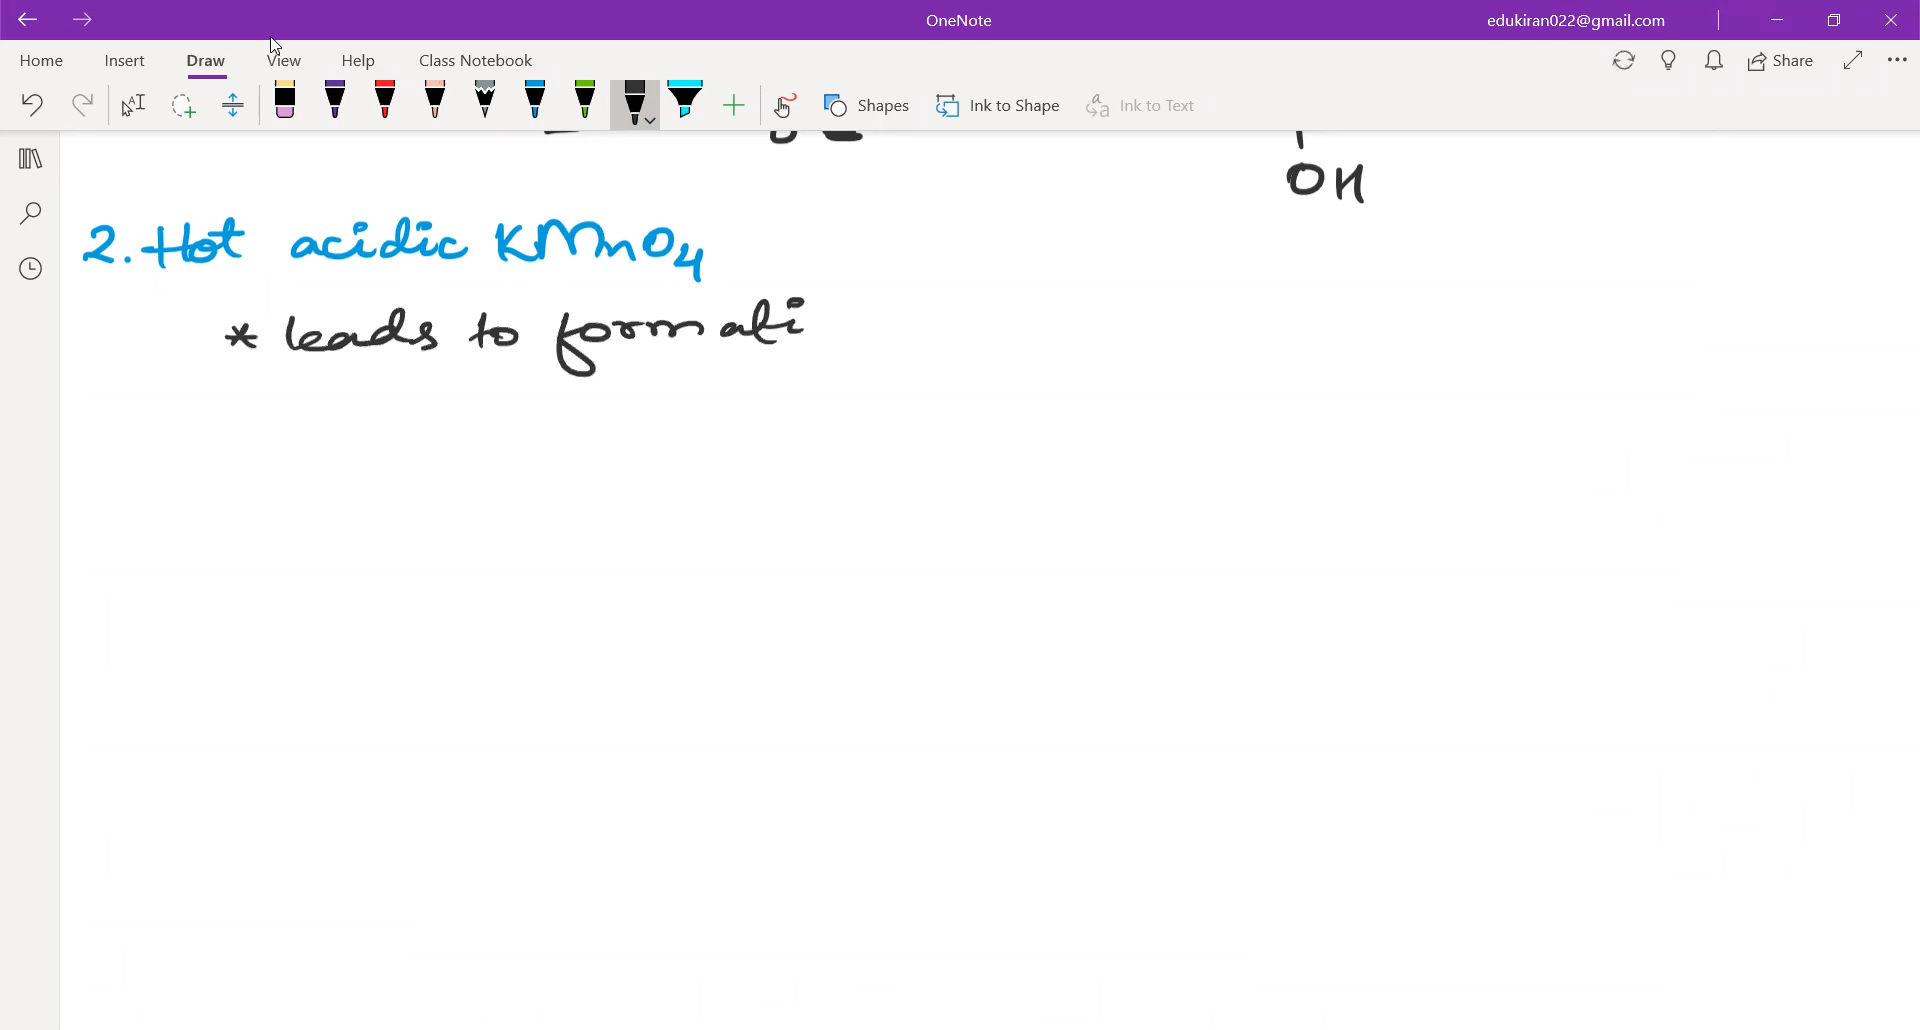 OneNote
edukiran022@gmail.com
Home Insert Draw View Help Class Notebook Share
Shapes Ink to Shape Ink to Text
OH
2. Hot acidic KMnO4
* leads to formati